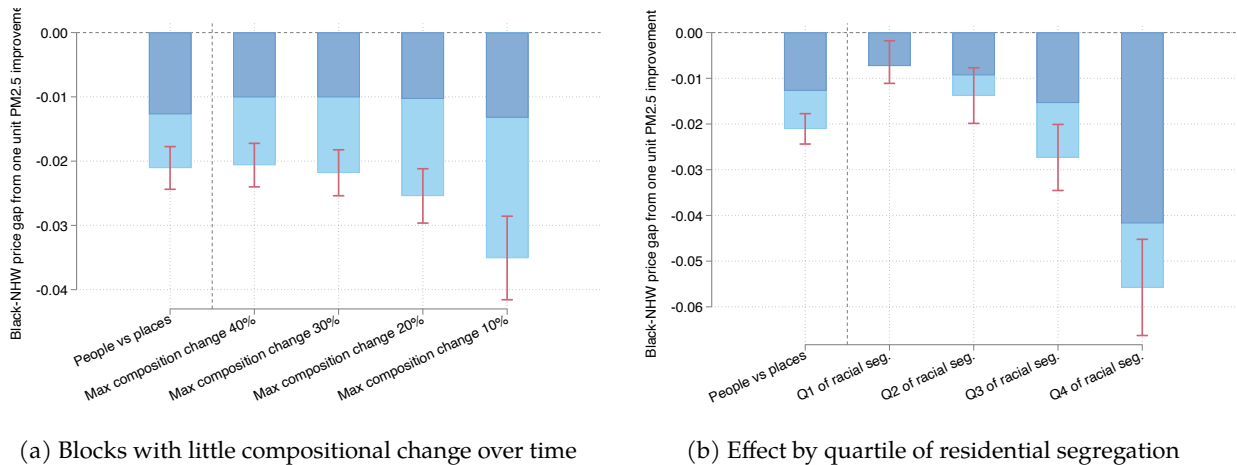 Black-NHW price gap from one unit PM2.5 improvement
0.00
-0.01
-0.02
-0.03
-0.04
People vs places
Max composition change 40%
Max composition change 30%
Max composition change 20%
Max composition change 10%
(a) Blocks with little compositional change over time
Black-NHW price gap from one unit PM2.5 improvement
0.00
-0.01
-0.02
-0.03
-0.04
-0.05
-0.06
People vs places
Q1 of racial seg.
Q2 of racial seg.
Q3 of racial seg.
Q4 of racial seg.
(b) Effect by quartile of residential segregation